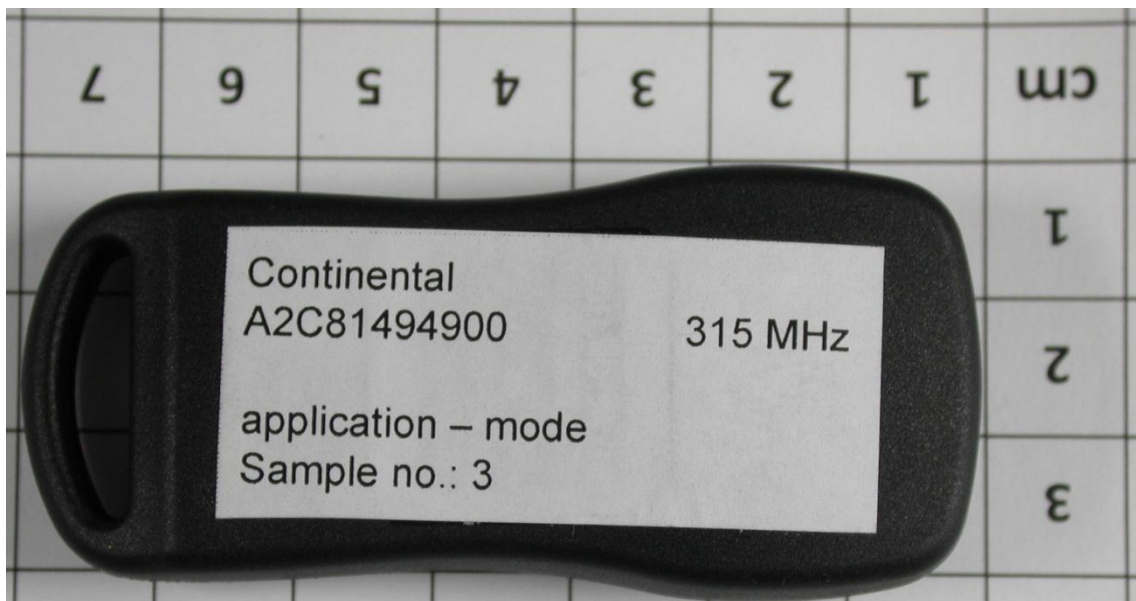 7 6 5 4 3 2 1 cm
1
Continental
A2C81494900 315 MHz
2
application – mode
Sample no.: 3
3